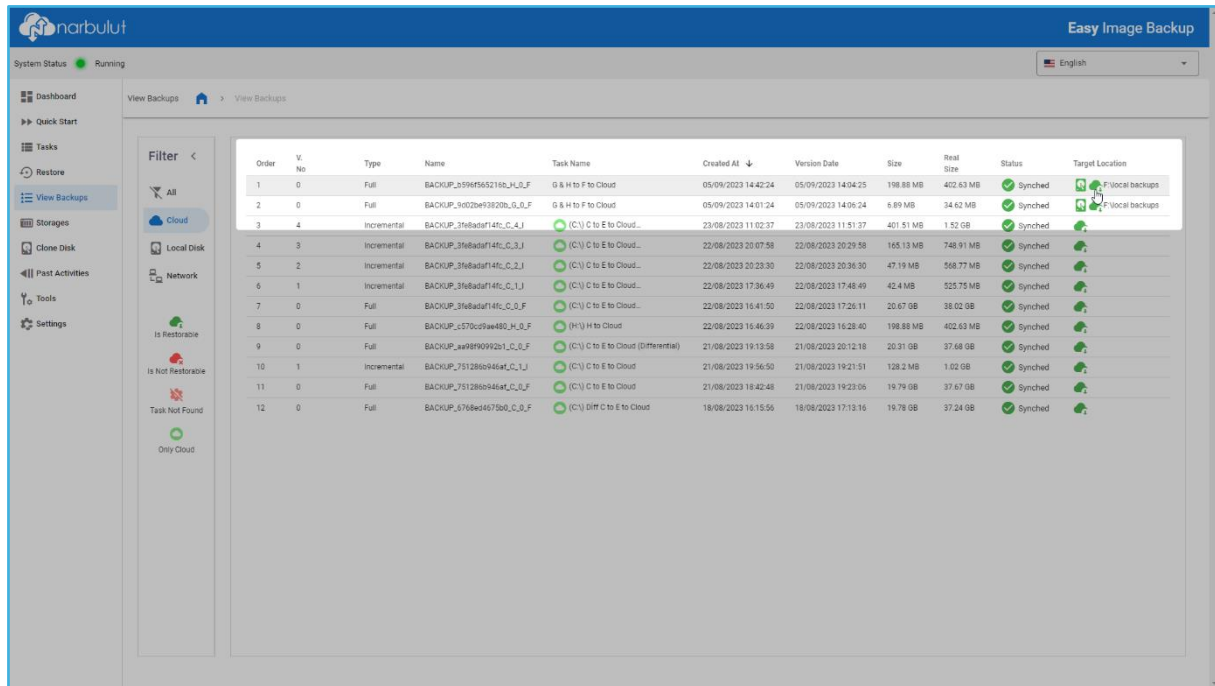 narbulut
Easy Image Backup
System Status Running
English
Dashboard
Quick Start
Tasks
Restore
View Backups
Storages
Clone Disk
Past Activities
Tools
Settings
View Backups > View Backups
Filter <
All
Cloud
Local Disk
Network
Is Restorable
Is Not Restorable
Task Not Found
Only Cloud
Order V. No Type Name Task Name Created At Version Date Size Real Size Status Target Location
1 0 Full BACKUP_b596f565216b_H_0_F G & H to F to Cloud 05/09/2023 14:42:24 05/09/2023 14:04:25 198.88 MB 402.63 MB Synched F:\local backups
2 0 Full BACKUP_9d02be93820b_G_0_F G & H to F to Cloud 05/09/2023 14:01:24 05/09/2023 14:06:24 6.89 MB 34.62 MB Synched F:\local backups
3 4 Incremental BACKUP_3fe8adaf14fc_C_4_I (C:\) C to E to Cloud... 23/08/2023 11:02:37 23/08/2023 11:51:37 401.51 MB 1.52 GB Synched
4 3 Incremental BACKUP_3fe8adaf14fc_C_3_I (C:\) C to E to Cloud... 22/08/2023 20:07:58 22/08/2023 20:29:58 165.13 MB 748.91 MB Synched
5 2 Incremental BACKUP_3fe8adaf14fc_C_2_I (C:\) C to E to Cloud... 22/08/2023 20:23:30 22/08/2023 20:36:30 47.19 MB 568.77 MB Synched
6 1 Incremental BACKUP_3fe8adaf14fc_C_1_I (C:\) C to E to Cloud... 22/08/2023 17:36:49 22/08/2023 17:48:49 42.4 MB 525.75 MB Synched
7 0 Full BACKUP_3fe8adaf14fc_C_0_F (C:\) C to E to Cloud... 22/08/2023 16:41:50 22/08/2023 17:26:11 20.67 GB 38.02 GB Synched
8 0 Full BACKUP_c570cd9ae480_H_0_F (H:\) H to Cloud 22/08/2023 16:46:39 22/08/2023 16:28:40 198.88 MB 402.63 MB Synched
9 0 Full BACKUP_aa98f90992b1_C_0_F (C:\) C to E to Cloud (Differential) 21/08/2023 19:13:58 21/08/2023 20:12:18 20.31 GB 37.68 GB Synched
10 1 Incremental BACKUP_751286b946af_C_1_I (C:\) C to E to Cloud 21/08/2023 19:56:50 21/08/2023 19:21:51 128.2 MB 1.02 GB Synched
11 0 Full BACKUP_751286b946af_C_0_F (C:\) C to E to Cloud 21/08/2023 18:42:48 21/08/2023 19:23:06 19.79 GB 37.67 GB Synched
12 0 Full BACKUP_6768ed4675b0_C_0_F (C:\) Diff C to E to Cloud 18/08/2023 16:15:56 18/08/2023 17:13:16 19.78 GB 37.24 GB Synched